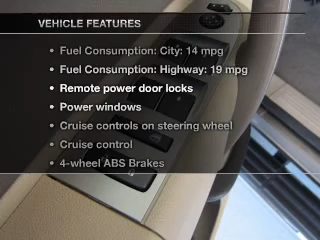 VEHICLE FEATURES
• Fuel Consumption: City: 14 mpg
• Fuel Consumption: Highway: 19 mpg
• Remote power door locks
• Power windows
• Cruise controls on steering wheel
• Cruise control
• 4-wheel ABS Brakes